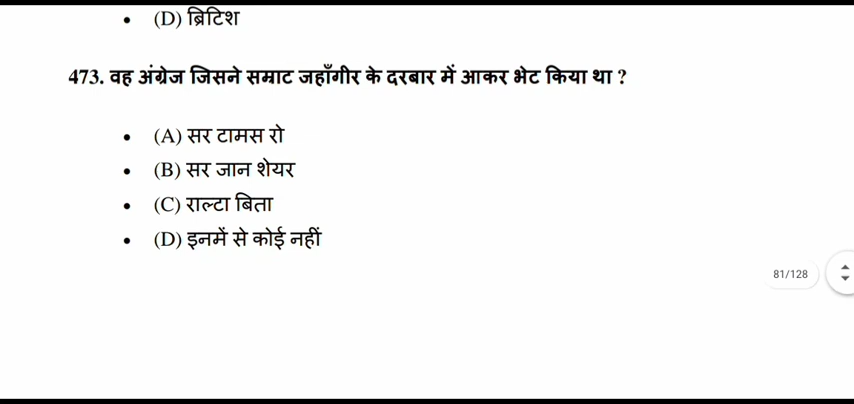 • (D) ब्रिटिश
473. वह अंग्रेज जिसने सम्राट जहाँगीर के दरबार में आकर भेट किया था ?
• (A) सर टामस रो
• (B) सर जान शेयर
• (C) राल्टा बिता
• (D) इनमें से कोई नहीं
81/128